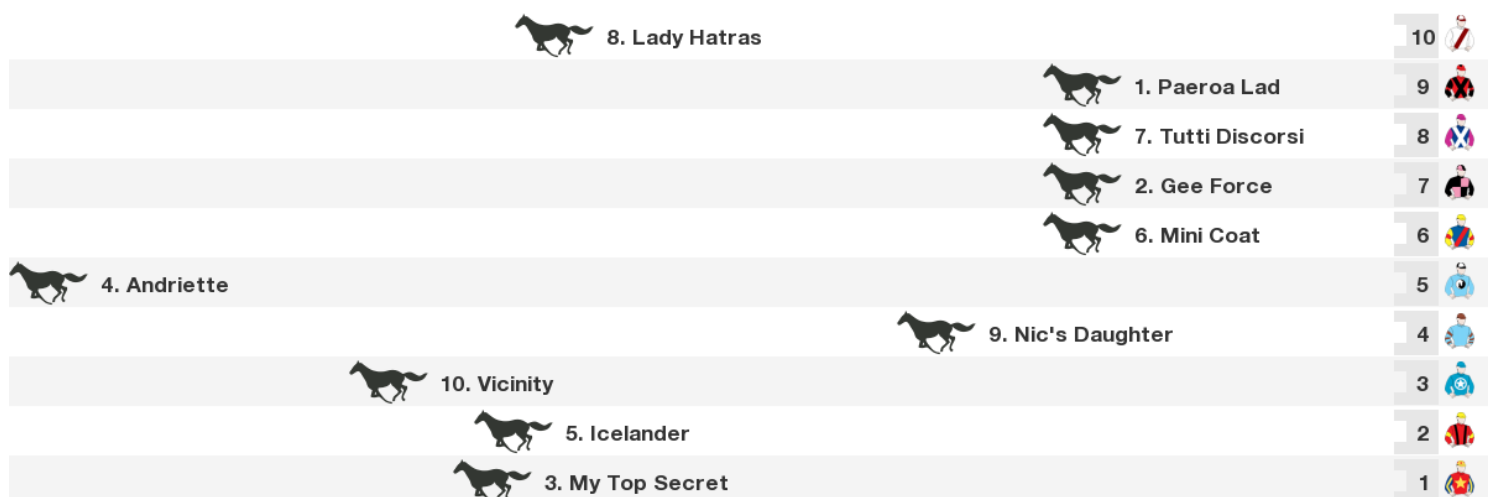 8. Lady Hatras 10
1. Paeroa Lad 9
7. Tutti Discorsi 8
2. Gee Force 7
6. Mini Coat 6
4. Andriette 5
9. Nic's Daughter 4
10. Vicinity 3
5. Icelander 2
3. My Top Secret 1